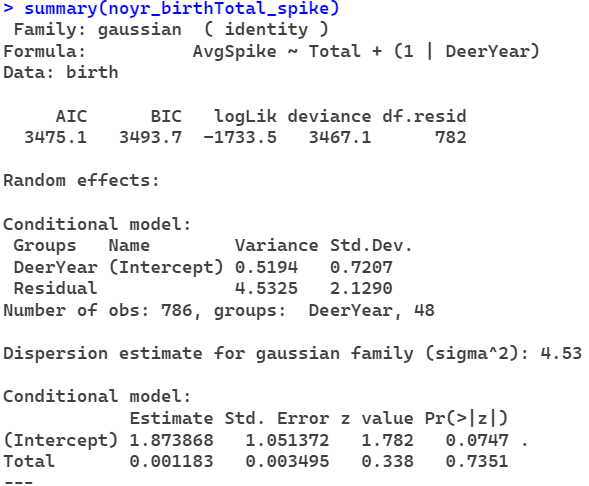 > summary(noyr_birthTotal_spike)
 Family: gaussian  ( identity )
Formula:          AvgSpike ~ Total + (1 | DeerYear)
Data: birth
     AIC      BIC   logLik deviance df.resid
  3475.1   3493.7  -1733.5   3467.1      782
Random effects:
Conditional model:
 Groups   Name        Variance Std.Dev.
 DeerYear (Intercept) 0.5194   0.7207
 Residual             4.5325   2.1290
Number of obs: 786, groups:  DeerYear, 48
Dispersion estimate for gaussian family (sigma^2): 4.53
Conditional model:
            Estimate Std. Error z value Pr(>|z|)
(Intercept) 1.873868   1.051372   1.782   0.0747 .
Total       0.001183   0.003495   0.338   0.7351
---